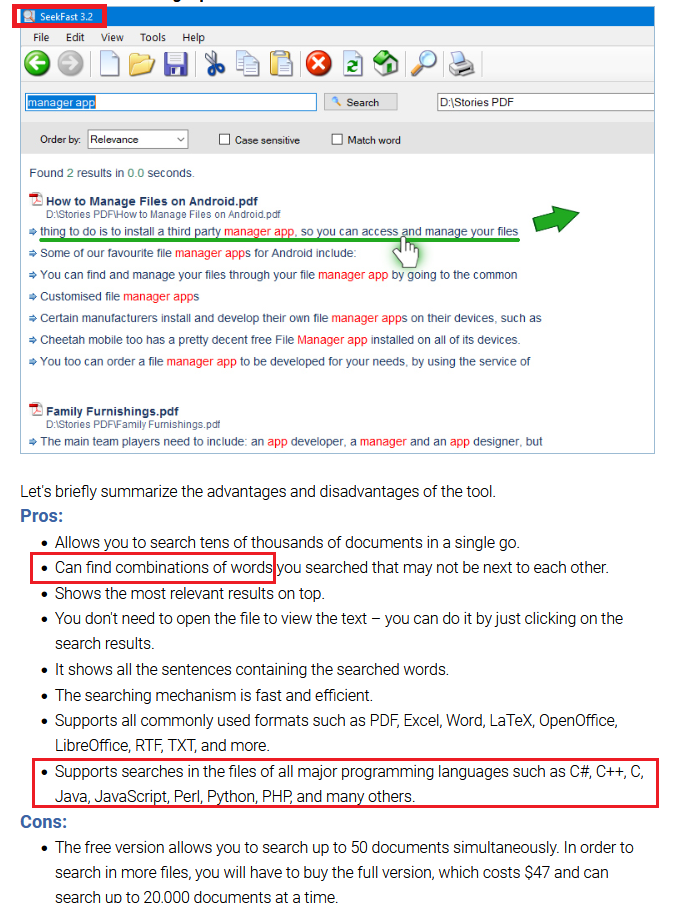 SeekFast 3.2
File Edit View Tools Help
manager app Search D:\Stories PDF
Order by: Relevance Case sensitive Match word
Found 2 results in 0.0 seconds.
How to Manage Files on Android.pdf
D:\Stories PDF\How to Manage Files on Android.pdf
thing to do is to install a third party manager app, so you can access and manage your files
Some of our favourite file manager apps for Android include:
You can find and manage your files through your file manager app by going to the common
Customised file manager apps
Certain manufacturers install and develop their own file manager apps on their devices, such as
Cheetah mobile too has a pretty decent free File Manager app installed on all of its devices.
You too can order a file manager app to be developed for your needs, by using the service of
Family Furnishings.pdf
D:\Stories PDF\Family Furnishings.pdf
The main team players need to include: an app developer, a manager and an app designer, but
Let's briefly summarize the advantages and disadvantages of the tool.
Pros:
• Allows you to search tens of thousands of documents in a single go.
• Can find combinations of words you searched that may not be next to each other.
• Shows the most relevant results on top.
• You don't need to open the file to view the text – you can do it by just clicking on the
search results.
• It shows all the sentences containing the searched words.
• The searching mechanism is fast and efficient.
• Supports all commonly used formats such as PDF, Excel, Word, LaTeX, OpenOffice,
LibreOffice, RTF, TXT, and more.
• Supports searches in the files of all major programming languages such as C#, C++, C,
Java, JavaScript, Perl, Python, PHP, and many others.
Cons:
• The free version allows you to search up to 50 documents simultaneously. In order to
search in more files, you will have to buy the full version, which costs $47 and can
search up to 20.000 documents at a time.